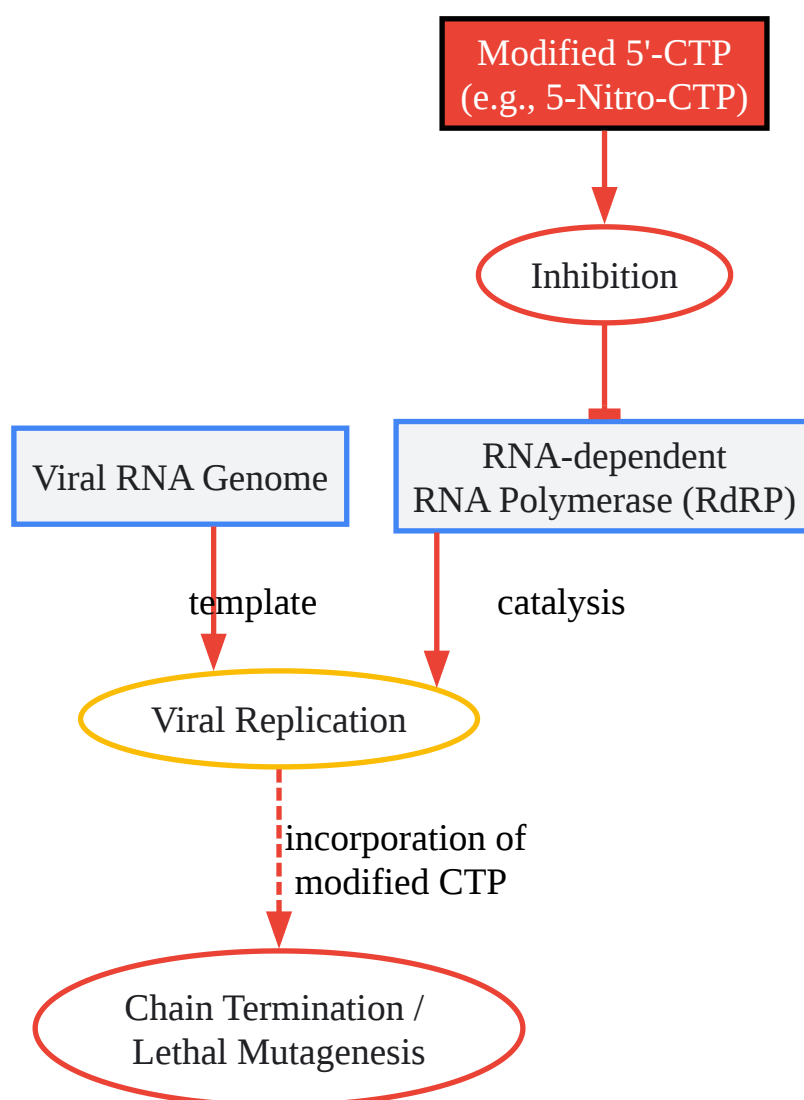 Modified 5'-CTP
(e.g., 5-Nitro-CTP)
Inhibition
Viral RNA Genome
RNA-dependent
RNA Polymerase (RdRP)
template
catalysis
Viral Replication
incorporation of
modified CTP
Chain Termination /
Lethal Mutagenesis